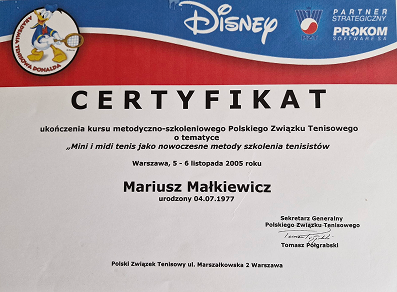 AKADEMIA TENISOWA DONALDA
Disney
PZT
PARTNER
STRATEGICZNY
PROKOM
SOFTWARE SA
CERTYFIKAT
ukończenia kursu metodyczno-szkoleniowego Polskiego Związku Tenisowego
o tematyce
„Mini i midi tenis jako nowoczesne metody szkolenia tenisistów
Warszawa, 5 - 6 listopada 2005 roku
Mariusz Małkiewicz
urodzony 04.07.1977
Sekretarz Generalny
Polskiego Związku Tenisowego
Tomasz Półgrabski
Polski Związek Tenisowy ul. Marszałkowska 2 Warszawa